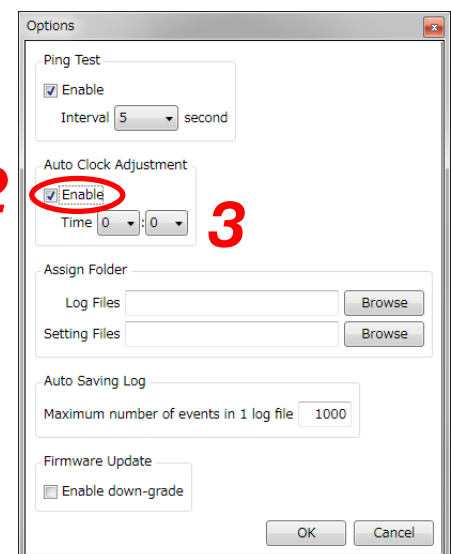 Options
Ping Test
Enable
Interval 5 second
Auto Clock Adjustment
2
Enable
Time 0 : 0
3
Assign Folder
Log Files Browse
Setting Files Browse
Auto Saving Log
Maximum number of events in 1 log file 1000
Firmware Update
Enable down-grade
OK Cancel